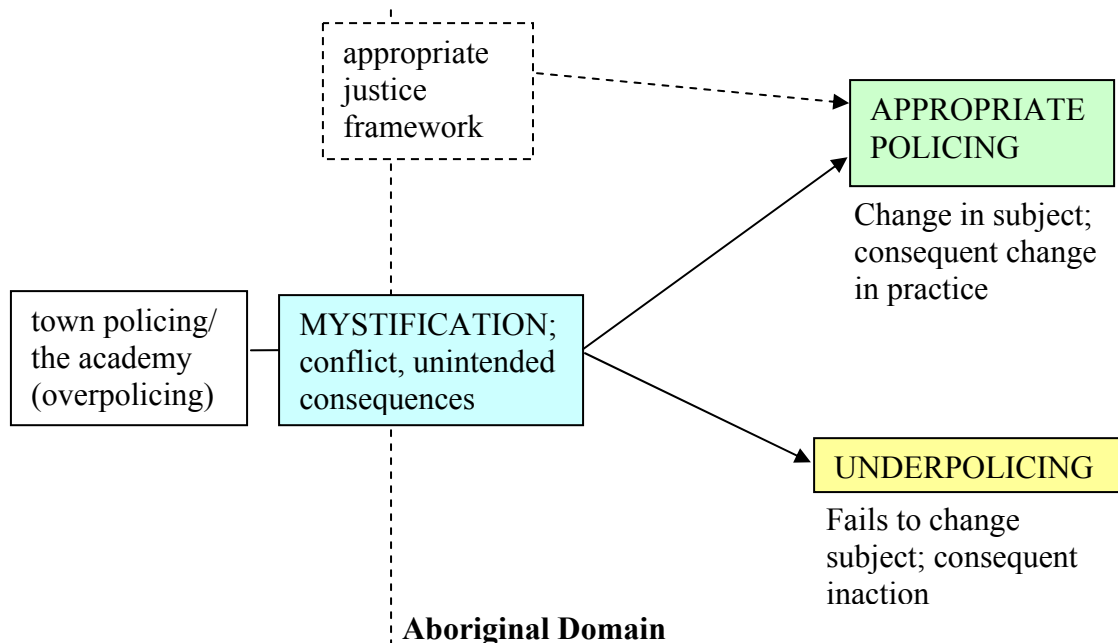 appropriate
justice
framework
APPROPRIATE
POLICING
Change in subject;
consequent change
in practice
town policing/
the academy
(overpolicing)
MYSTIFICATION;
conflict, unintended
consequences
UNDERPOLICING
Fails to change
subject; consequent
inaction
Aboriginal Domain